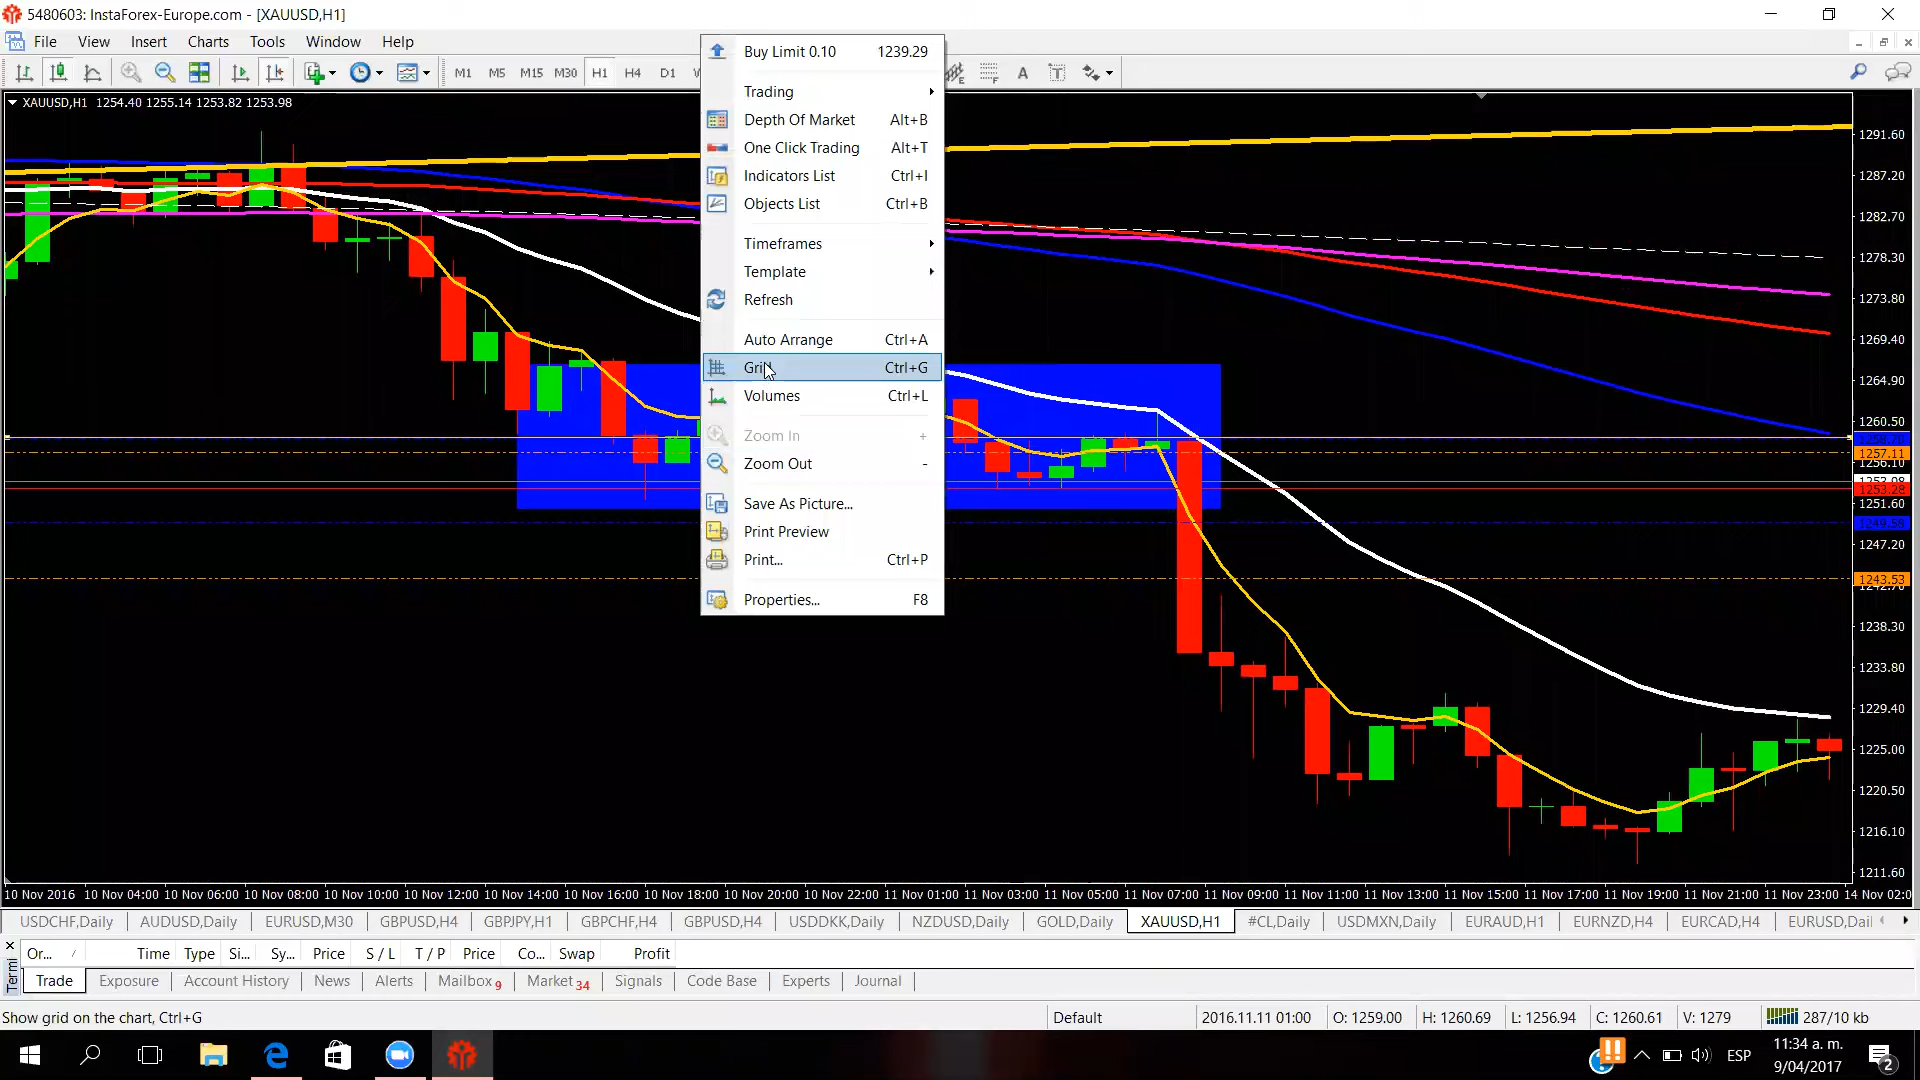 5480603: InstaForex-Europe.com - [XAUUSD,H1]
File View Insert Charts Tools Window Help
M1 M5 M15 M30 H1 H4 D1
XAUUSD,H1 1254.40 1255.14 1253.82 1253.98
Buy Limit 0.10 1239.29
Trading
Depth Of Market Alt+B
One Click Trading Alt+T
Indicators List Ctrl+I
Objects List Ctrl+B
Timeframes
Template
Refresh
Auto Arrange Ctrl+A
Grid Ctrl+G
Volumes Ctrl+L
Zoom In +
Zoom Out -
Save As Picture...
Print Preview
Print... Ctrl+P
Properties... F8
1291.60
1287.20
1282.70
1278.30
1273.80
1269.40
1264.90
1260.50
1257.11
1256.10
1253.28
1251.60
1249.58
1247.20
1243.53
1238.30
1233.80
1229.40
1225.00
1220.50
1216.10
1211.60
10 Nov 2016 10 Nov 04:00 10 Nov 06:00 10 Nov 08:00 10 Nov 10:00 10 Nov 12:00 10 Nov 14:00 10 Nov 16:00 10 Nov 18:00 10 Nov 20:00 10 Nov 22:00 11 Nov 01:00 11 Nov 03:00 11 Nov 05:00 11 Nov 07:00 11 Nov 09:00 11 Nov 11:00 11 Nov 13:00 11 Nov 15:00 11 Nov 17:00 11 Nov 19:00 11 Nov 21:00 11 Nov 23:00 14 Nov 02:0
USDCHF,Daily AUDUSD,Daily EURUSD,M30 GBPUSD,H4 GBPJPY,H1 GBPCHF,H4 GBPUSD,H4 USDDKK,Daily NZDUSD,Daily GOLD,Daily XAUUSD,H1 #CL,Daily USDMXN,Daily EURAUD,H1 EURNZD,H4 EURCAD,H4 EURUSD,Dai
Or... / Time Type Si... Sy... Price S / L T / P Price Co... Swap Profit
Termi
Trade Exposure Account History News Alerts Mailbox 9 Market 34 Signals Code Base Experts Journal
Show grid on the chart, Ctrl+G Default 2016.11.11 01:00 O: 1259.00 H: 1260.69 L: 1256.94 C: 1260.61 V: 1279 287/10 kb
ESP 11:34 a. m.
9/04/2017
2